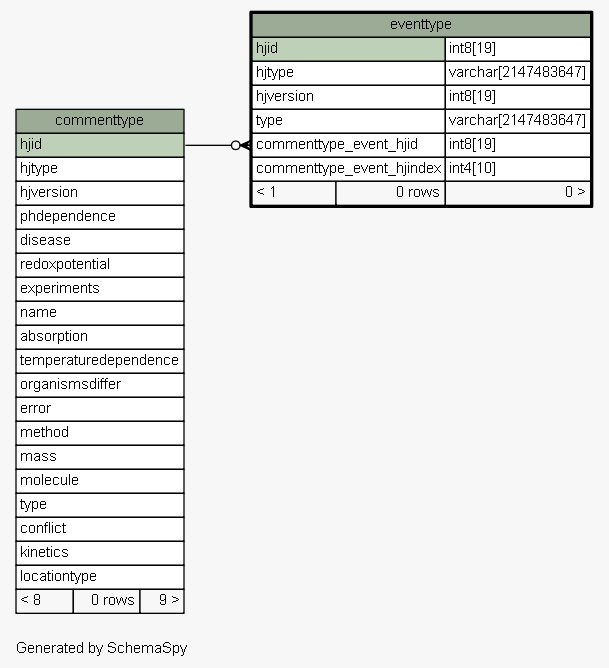 eventtype
hjid int8[19]
hjtype varchar[2147483647]
hjversion int8[19]
type varchar[2147483647]
commenttype_event_hjid int8[19]
commenttype_event_hjindex int4[10]
< 1 0 rows 0 >
commenttype
hjid
hjtype
hjversion
phdependence
disease
redoxpotential
experiments
name
absorption
temperaturedependence
organismsdiffer
error
method
mass
molecule
type
conflict
kinetics
locationtype
< 8 0 rows 9 >
Generated by SchemaSpy